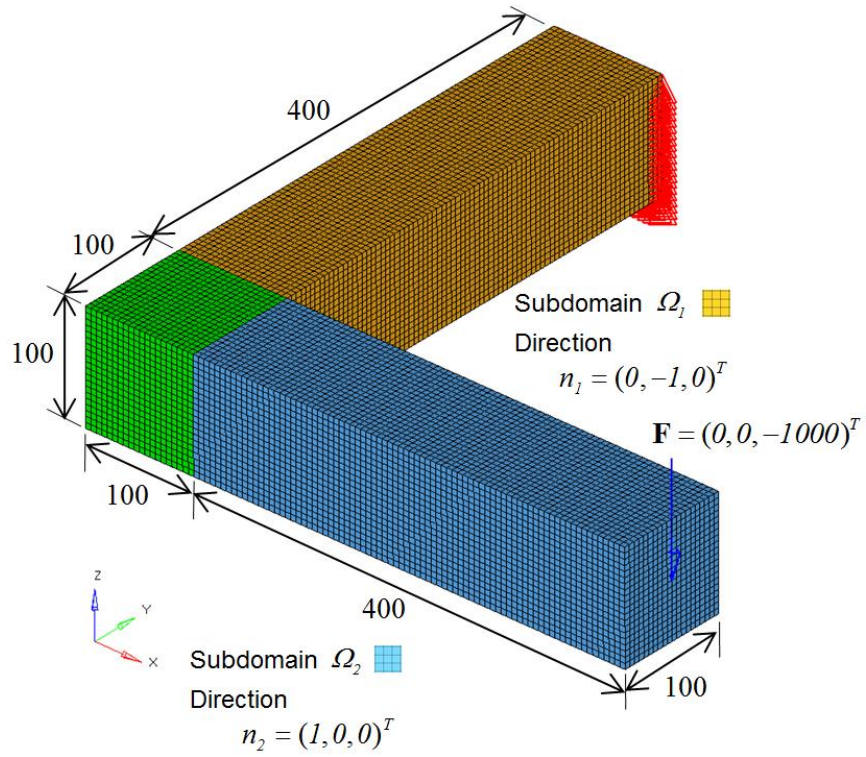 400
100
100
Subdomain Ω₁
Direction
n₁ = (0, −1, 0)ᵀ
F = (0, 0, −1000)ᵀ
100
400
100
Z
Y
X
Subdomain Ω₂
Direction
n₂ = (1, 0, 0)ᵀ